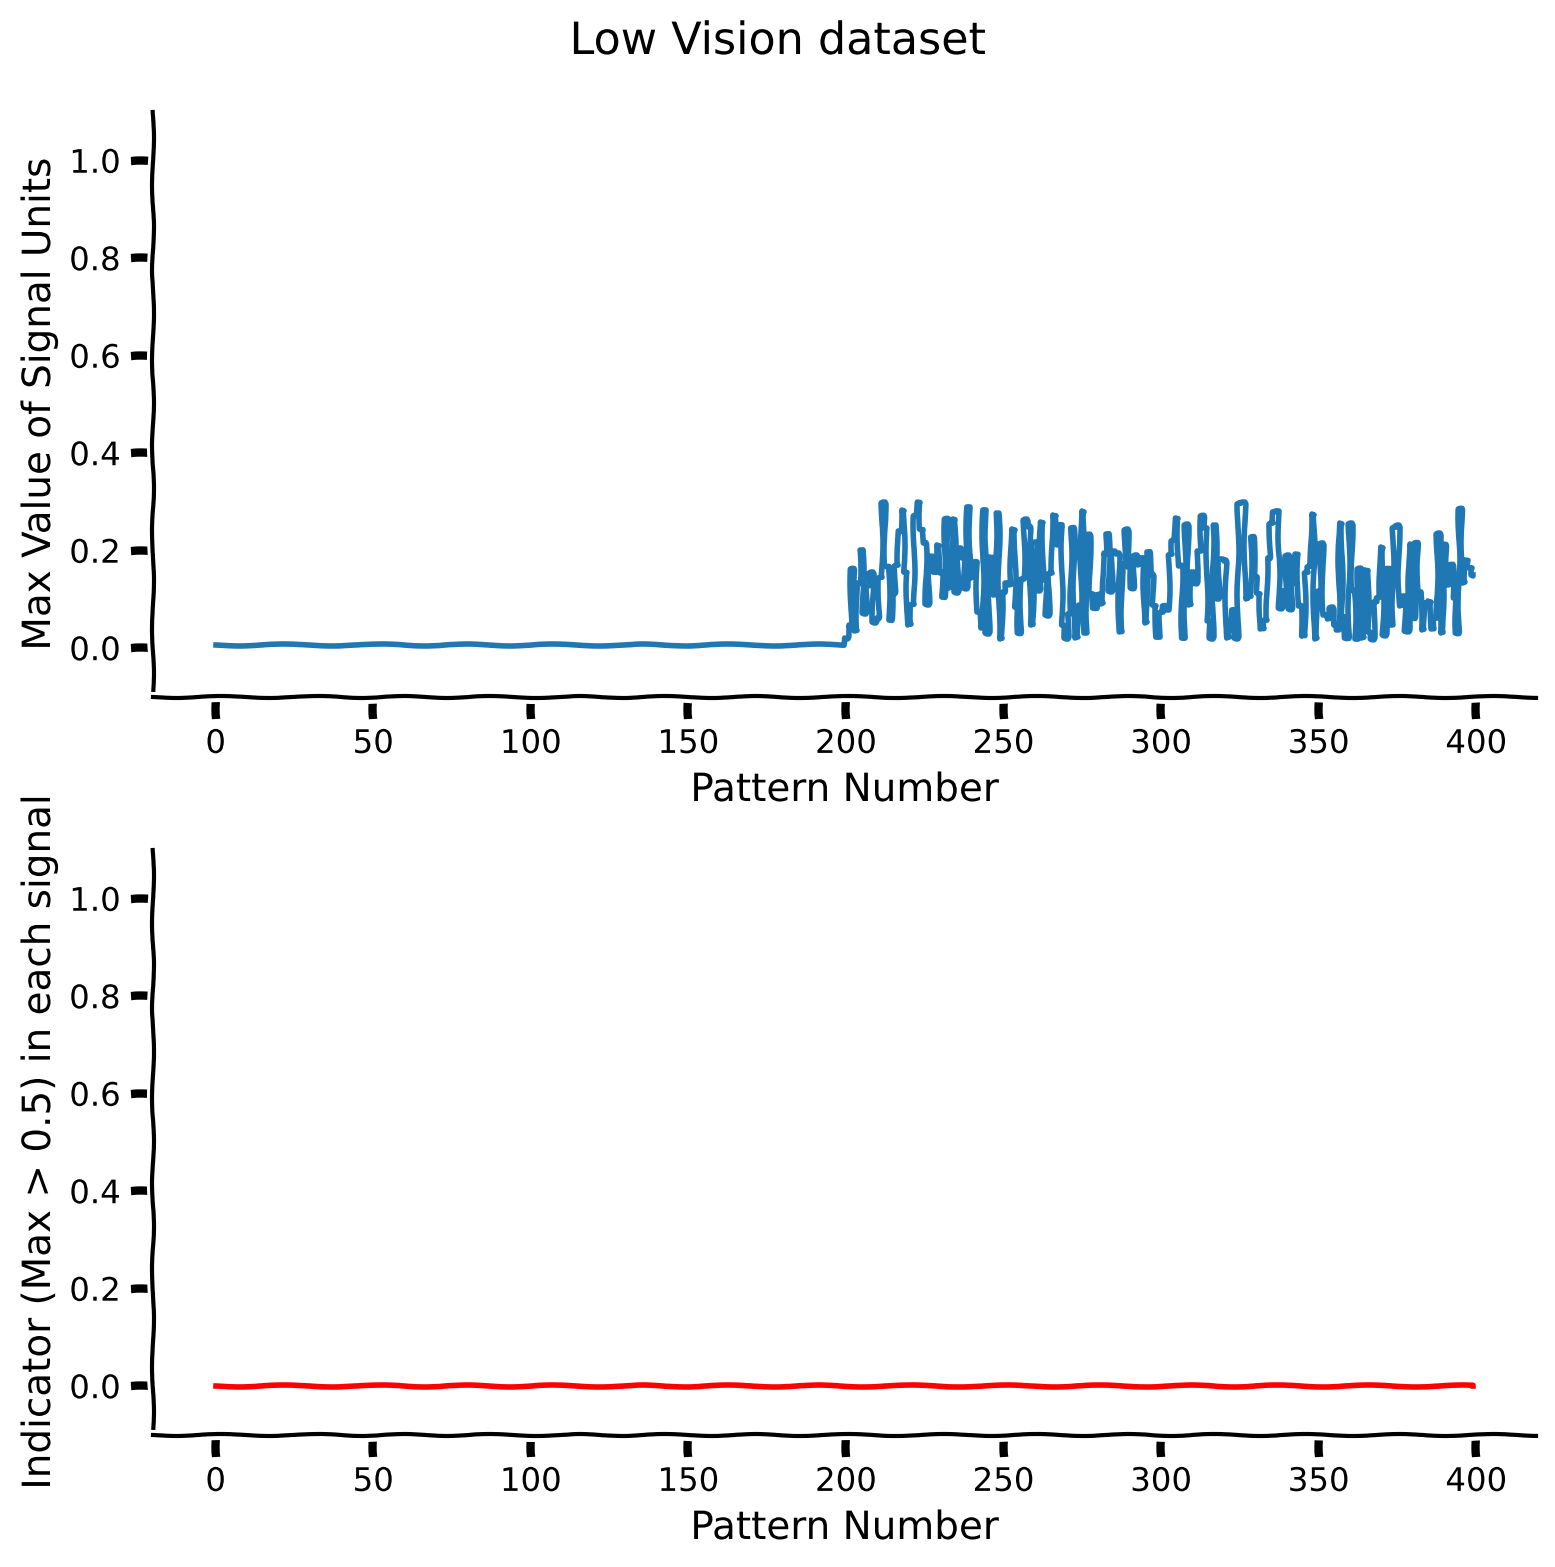 Low Vision dataset
Max Value of Signal Units
1.0
0.8
0.6
0.4
0.2
0.0
0 50 100 150 200 250 300 350 400
Pattern Number
Indicator (Max > 0.5) in each signal
1.0
0.8
0.6
0.4
0.2
0.0
0 50 100 150 200 250 300 350 400
Pattern Number